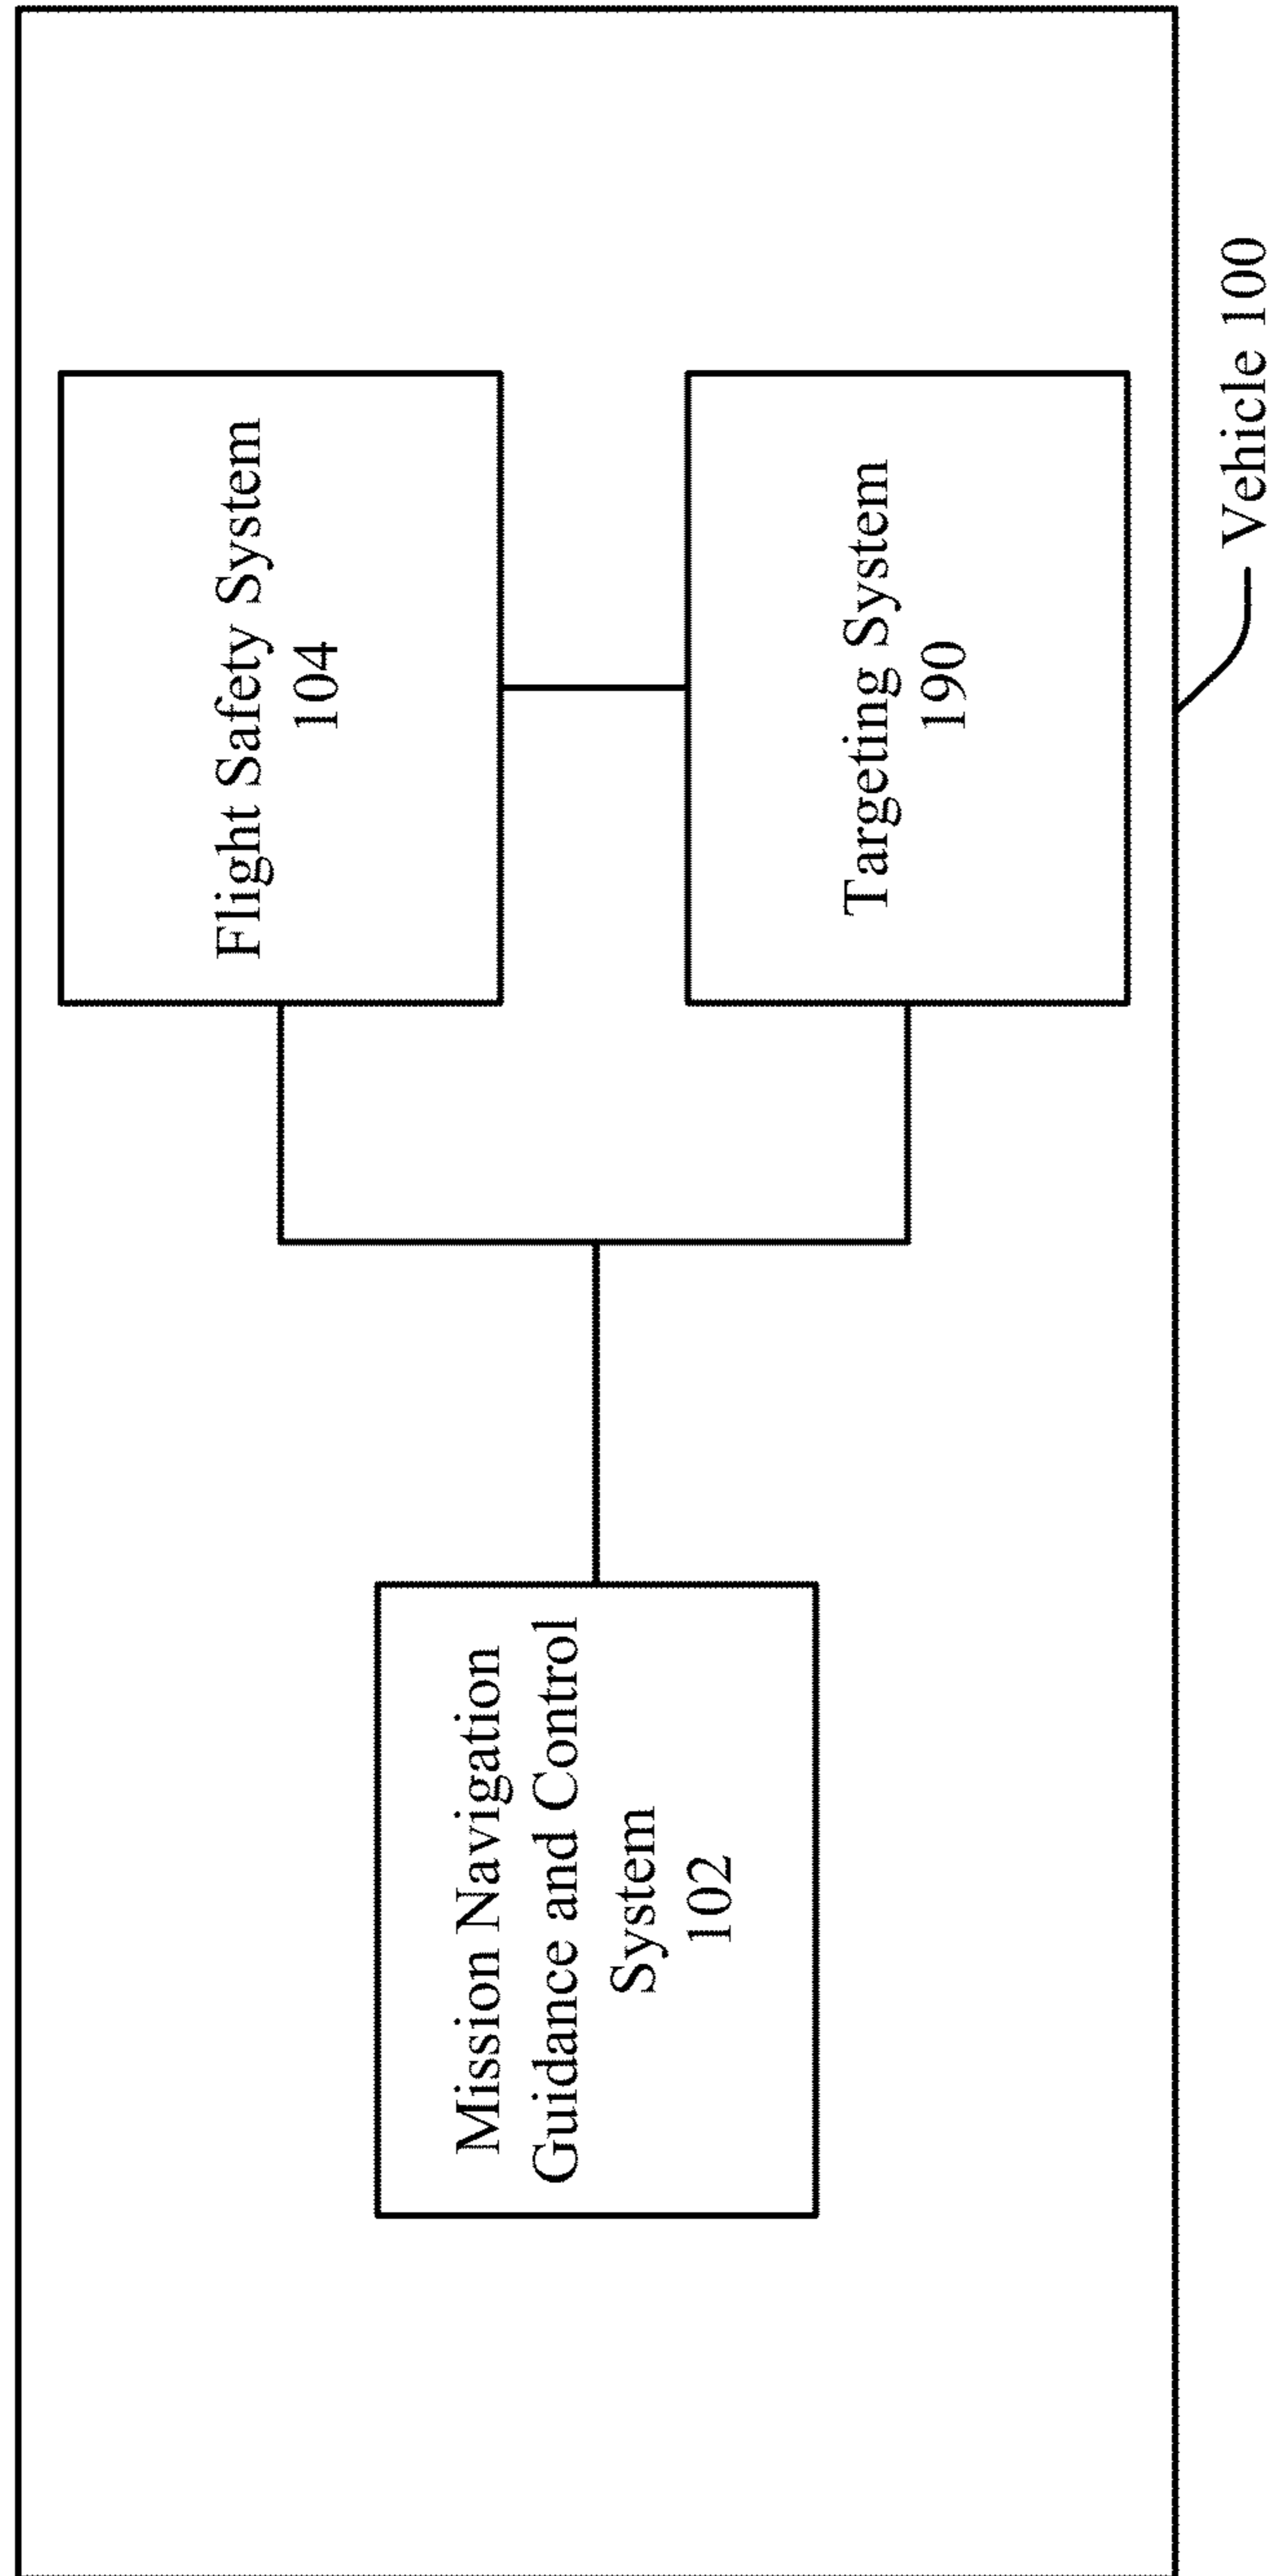 Mission Navigation
Guidance and Control
System
102
Flight Safety System
104
Targeting System
190
Vehicle 100